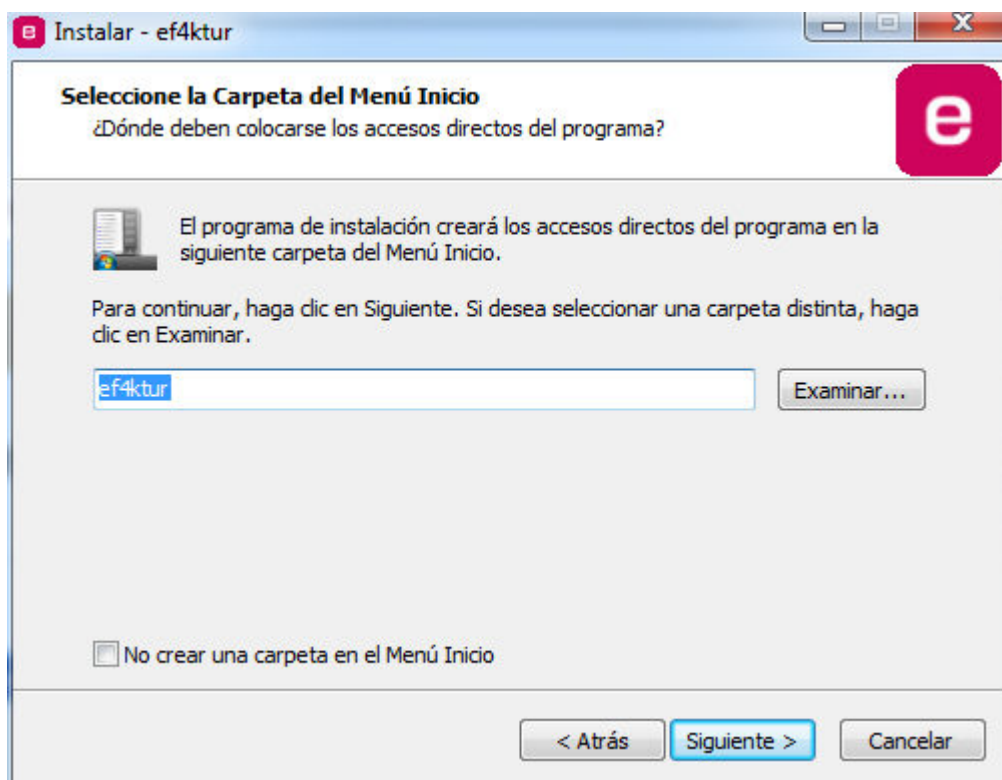 e Instalar - ef4ktur
Seleccione la Carpeta del Menú Inicio
¿Dónde deben colocarse los accesos directos del programa?
e
El programa de instalación creará los accesos directos del programa en la
siguiente carpeta del Menú Inicio.
Para continuar, haga clic en Siguiente. Si desea seleccionar una carpeta distinta, haga
clic en Examinar.
ef4ktur
Examinar...
No crear una carpeta en el Menú Inicio
< Atrás
Siguiente >
Cancelar